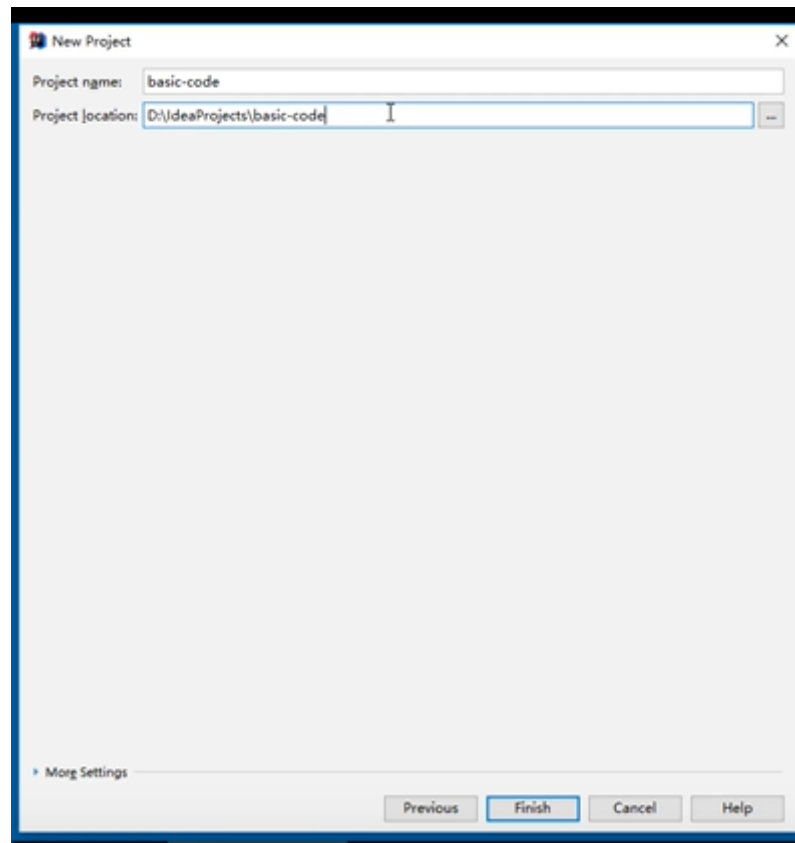 New Project
Project name: basic-code
Project location: D:\IdeaProjects\basic-code
...
More Settings
Previous Finish Cancel Help